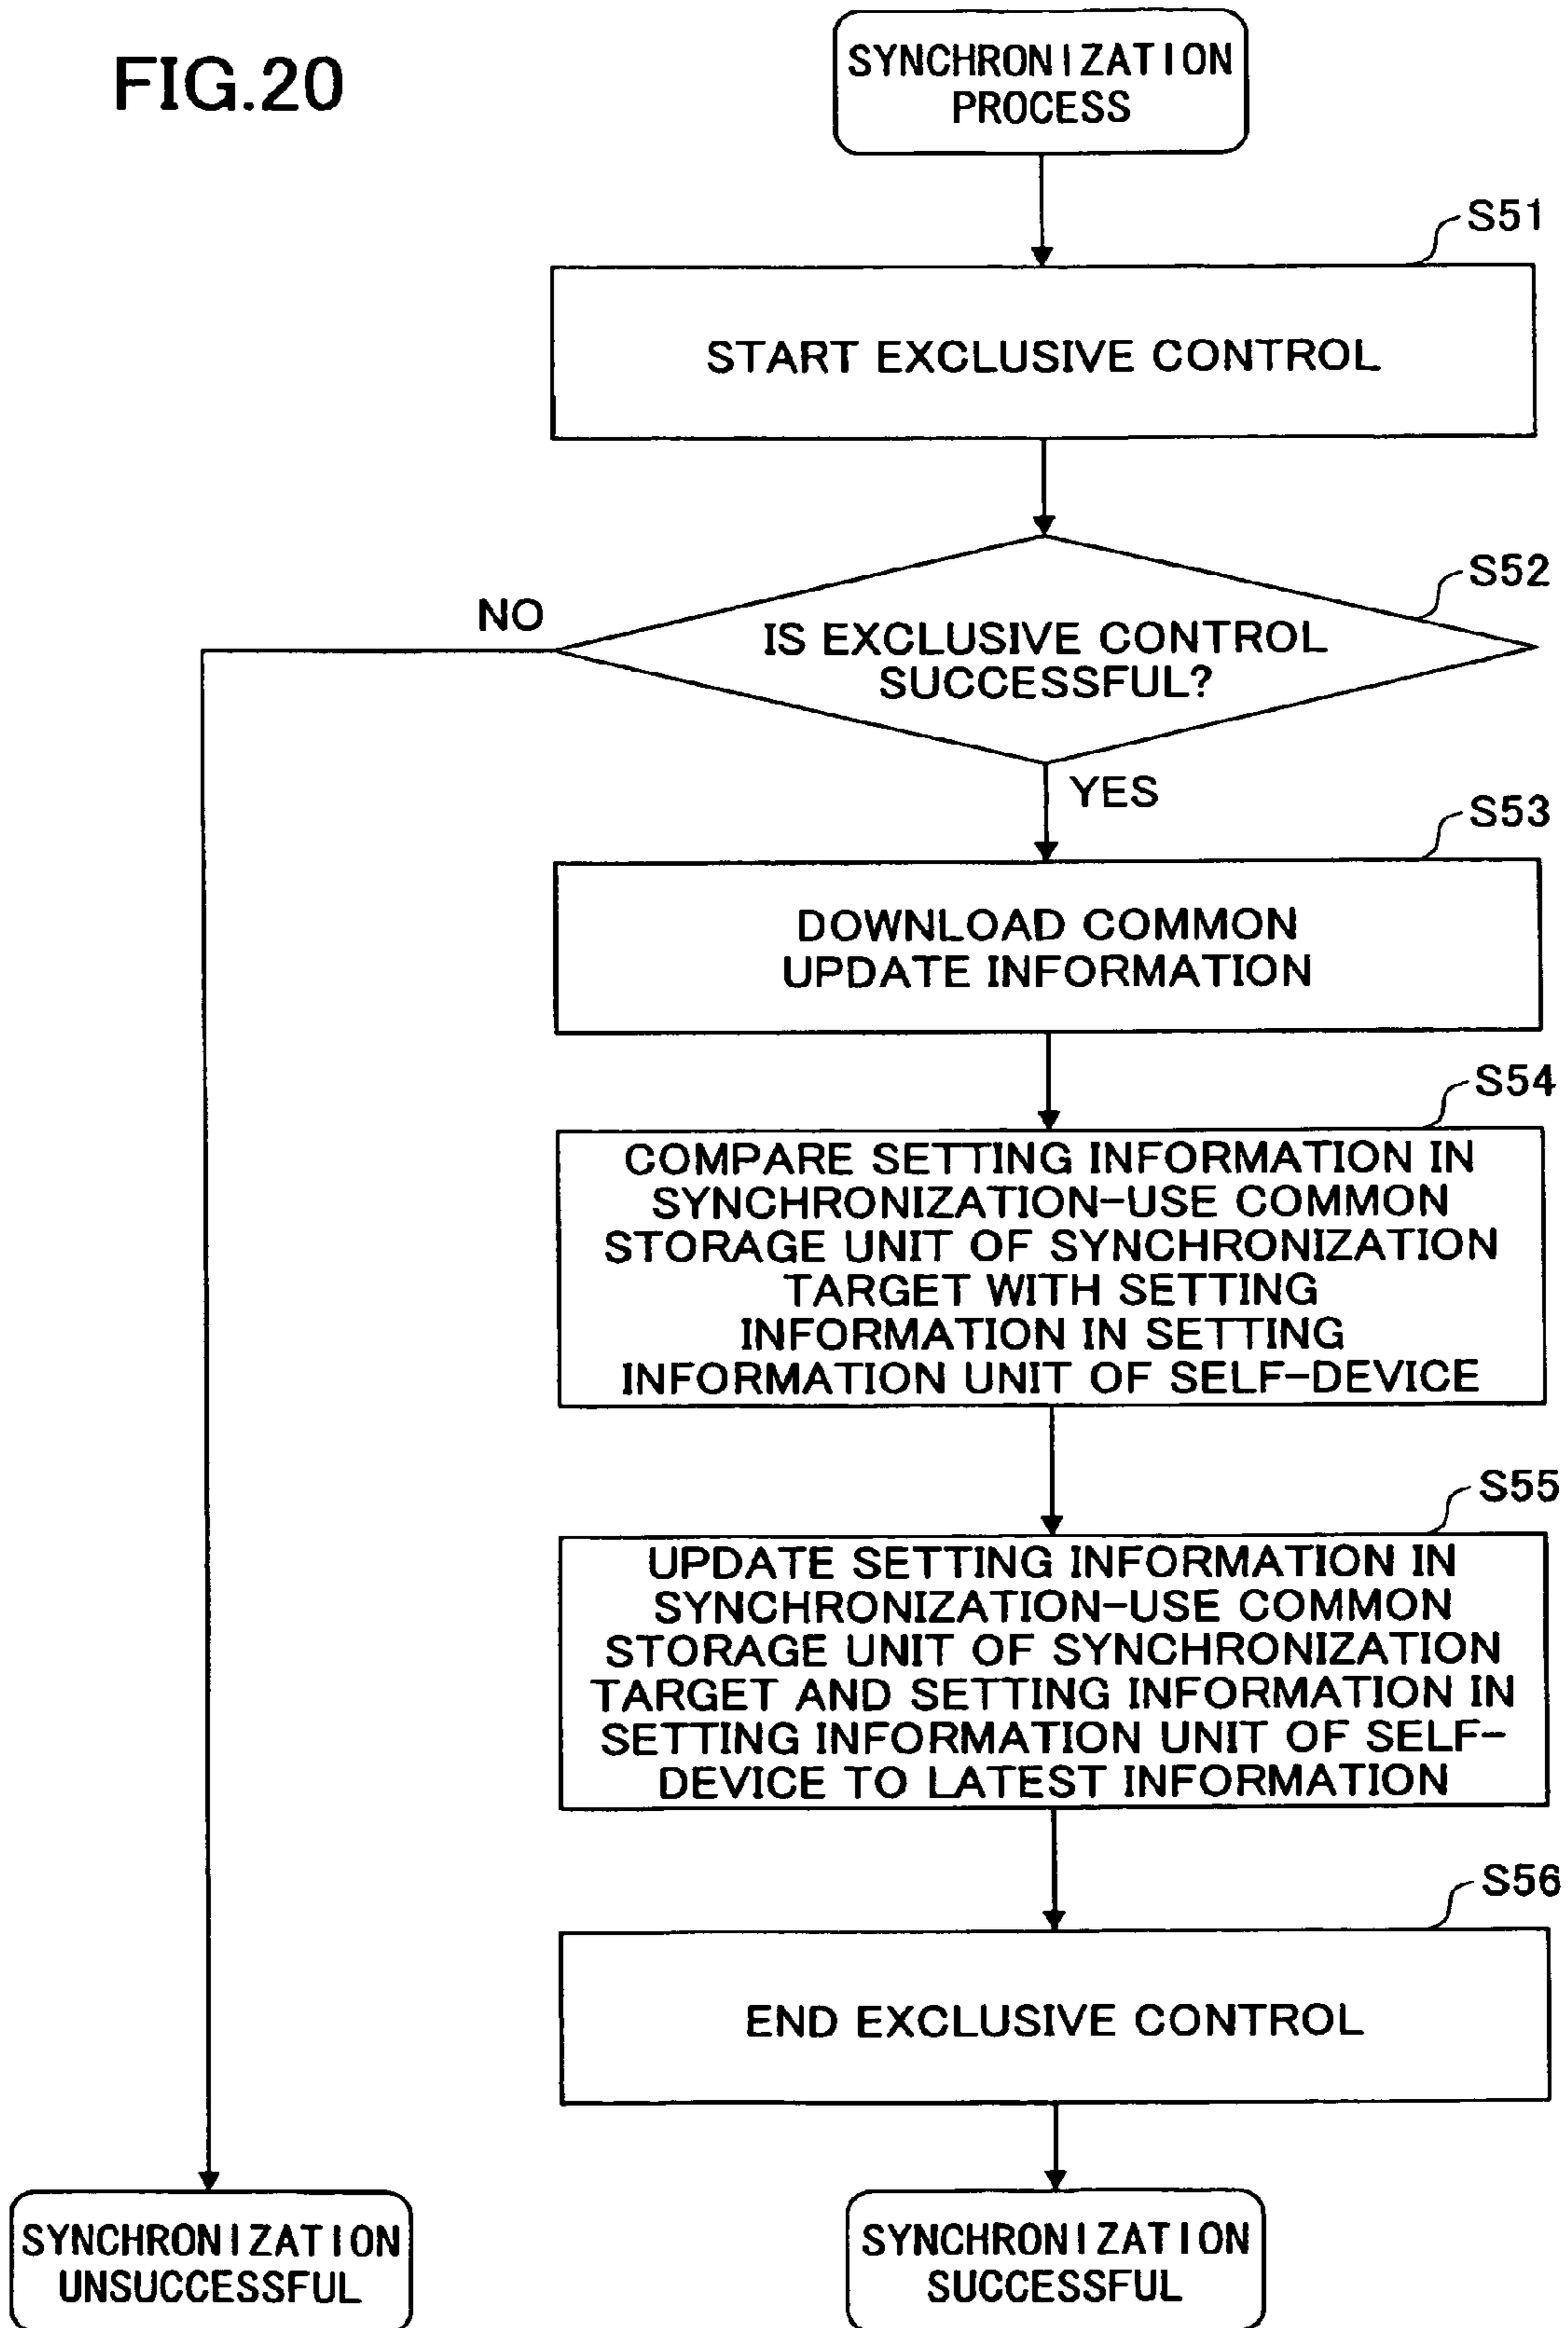 FIG.20
SYNCHRONIZATION
PROCESS
S51
START EXCLUSIVE CONTROL
S52
NO
IS EXCLUSIVE CONTROL
SUCCESSFUL?
YES
S53
DOWNLOAD COMMON
UPDATE INFORMATION
S54
COMPARE SETTING INFORMATION IN
SYNCHRONIZATION-USE COMMON
STORAGE UNIT OF SYNCHRONIZATION
TARGET WITH SETTING
INFORMATION IN SETTING
INFORMATION UNIT OF SELF-DEVICE
S55
UPDATE SETTING INFORMATION IN
SYNCHRONIZATION-USE COMMON
STORAGE UNIT OF SYNCHRONIZATION
TARGET AND SETTING INFORMATION IN
SETTING INFORMATION UNIT OF SELF-
DEVICE TO LATEST INFORMATION
S56
END EXCLUSIVE CONTROL
SYNCHRONIZATION
UNSUCCESSFUL
SYNCHRONIZATION
SUCCESSFUL